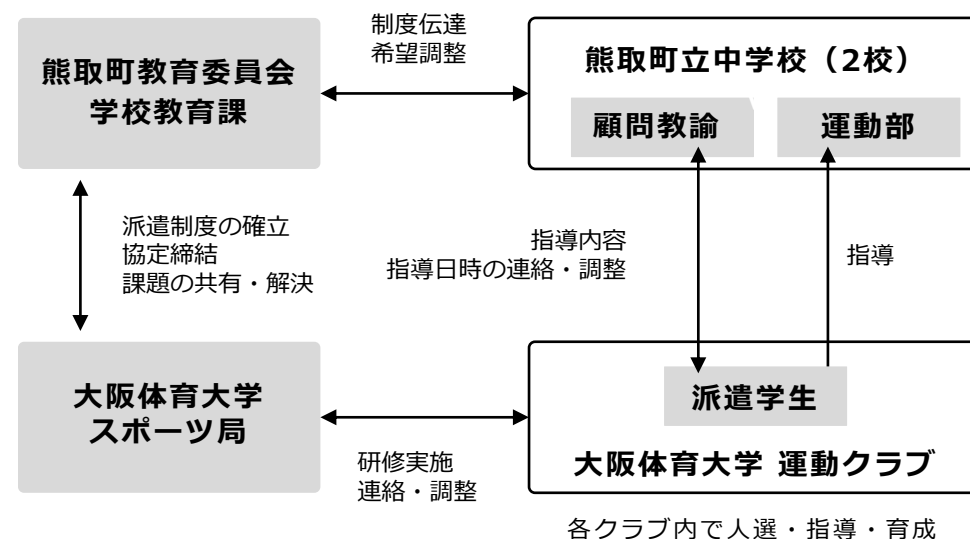 制度伝達
希望調整
熊取町教育委員会
学校教育課
熊取町立中学校（2校）
顧問教諭
運動部
派遣制度の確立
協定締結
課題の共有・解決
指導内容
指導日時の連絡・調整
指導
大阪体育大学
スポーツ局
研修実施
連絡・調整
派遣学生
大阪体育大学 運動クラブ
各クラブ内で人選・指導・育成